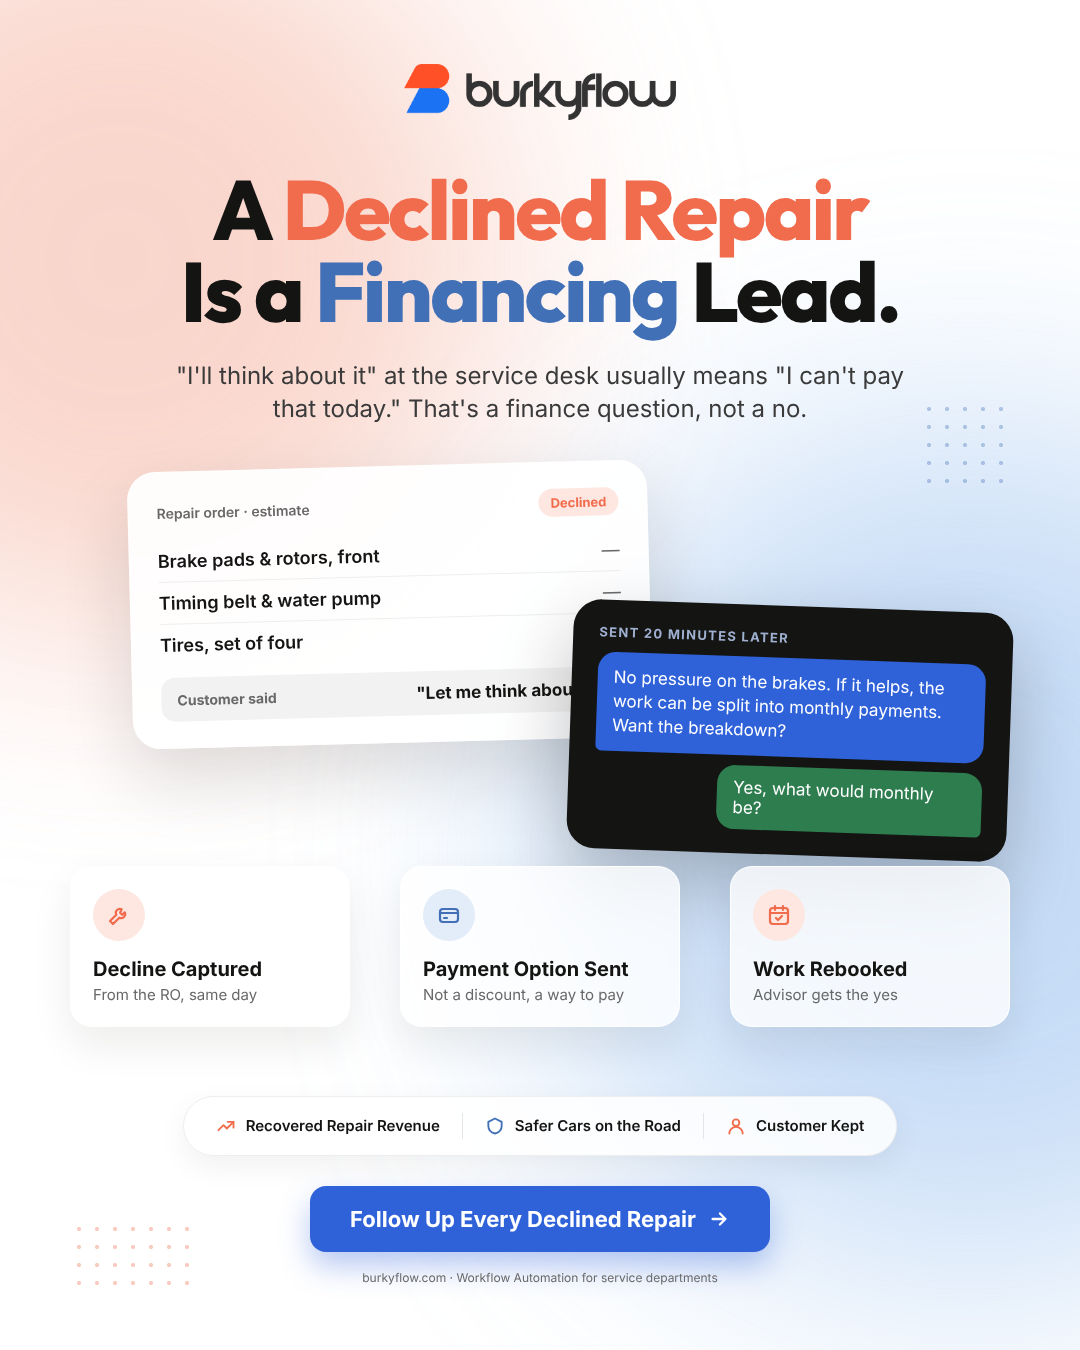 burkyflow
A Declined Repair
Is a Financing Lead.
"I'll think about it" at the service desk usually means "I can't pay
that today." That's a finance question, not a no.
Repair order · estimate
Declined
Brake pads & rotors, front —
Timing belt & water pump —
Tires, set of four
Customer said "Let me think abou
SENT 20 MINUTES LATER
No pressure on the brakes. If it helps, the
work can be split into monthly payments.
Want the breakdown?
Yes, what would monthly
be?
Decline Captured
From the RO, same day
Payment Option Sent
Not a discount, a way to pay
Work Rebooked
Advisor gets the yes
Recovered Repair Revenue
Safer Cars on the Road
Customer Kept
Follow Up Every Declined Repair →
burkyflow.com · Workflow Automation for service departments